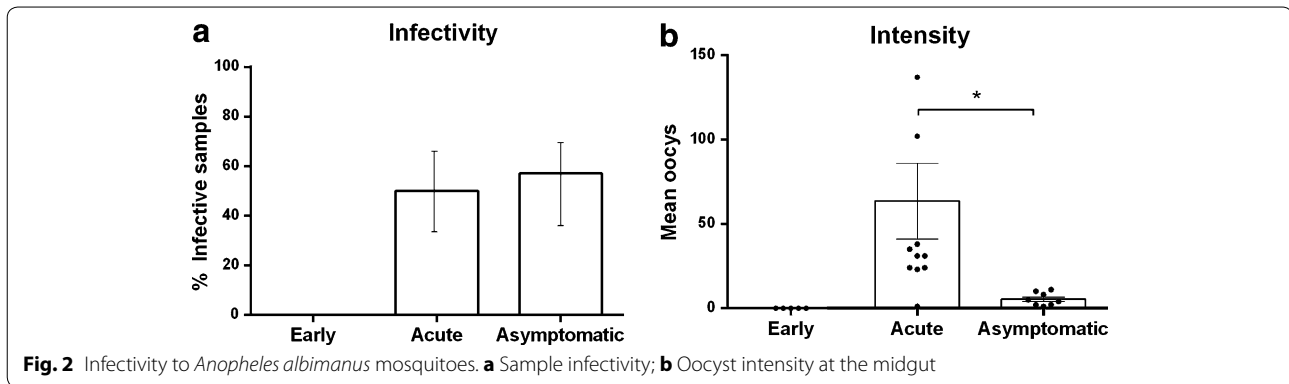 a
Infectivity
% Infective samples
100
80
60
40
20
0
Early
Acute
Asymptomatic
b
Intensity
Mean oocys
150
100
50
0
*
Early
Acute
Asymptomatic
Fig. 2 Infectivity to Anopheles albimanus mosquitoes. a Sample infectivity; b Oocyst intensity at the midgut